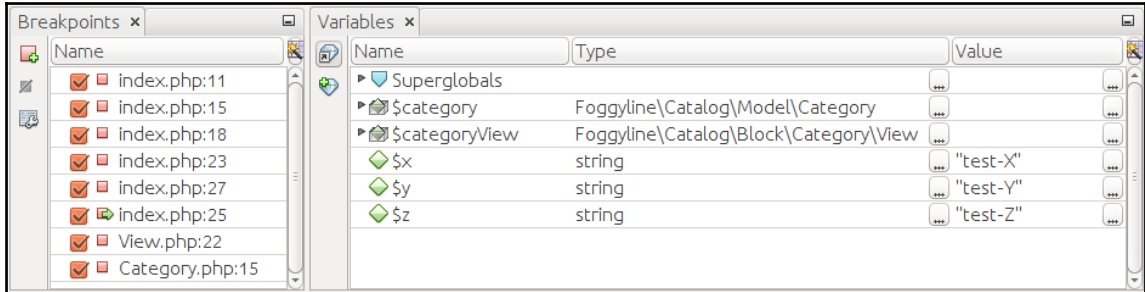 Breakpoints × Variables ×
Name Name Type Value
index.php:11 Superglobals ...  ...
index.php:15 $category Foggyline\Catalog\Model\Category ... ...
index.php:18 $categoryView Foggyline\Catalog\Block\Category\View ... ...
index.php:23 $x string ... "test-X" ...
index.php:27 $y string ... "test-Y" ...
index.php:25 $z string ... "test-Z" ...
View.php:22
Category.php:15